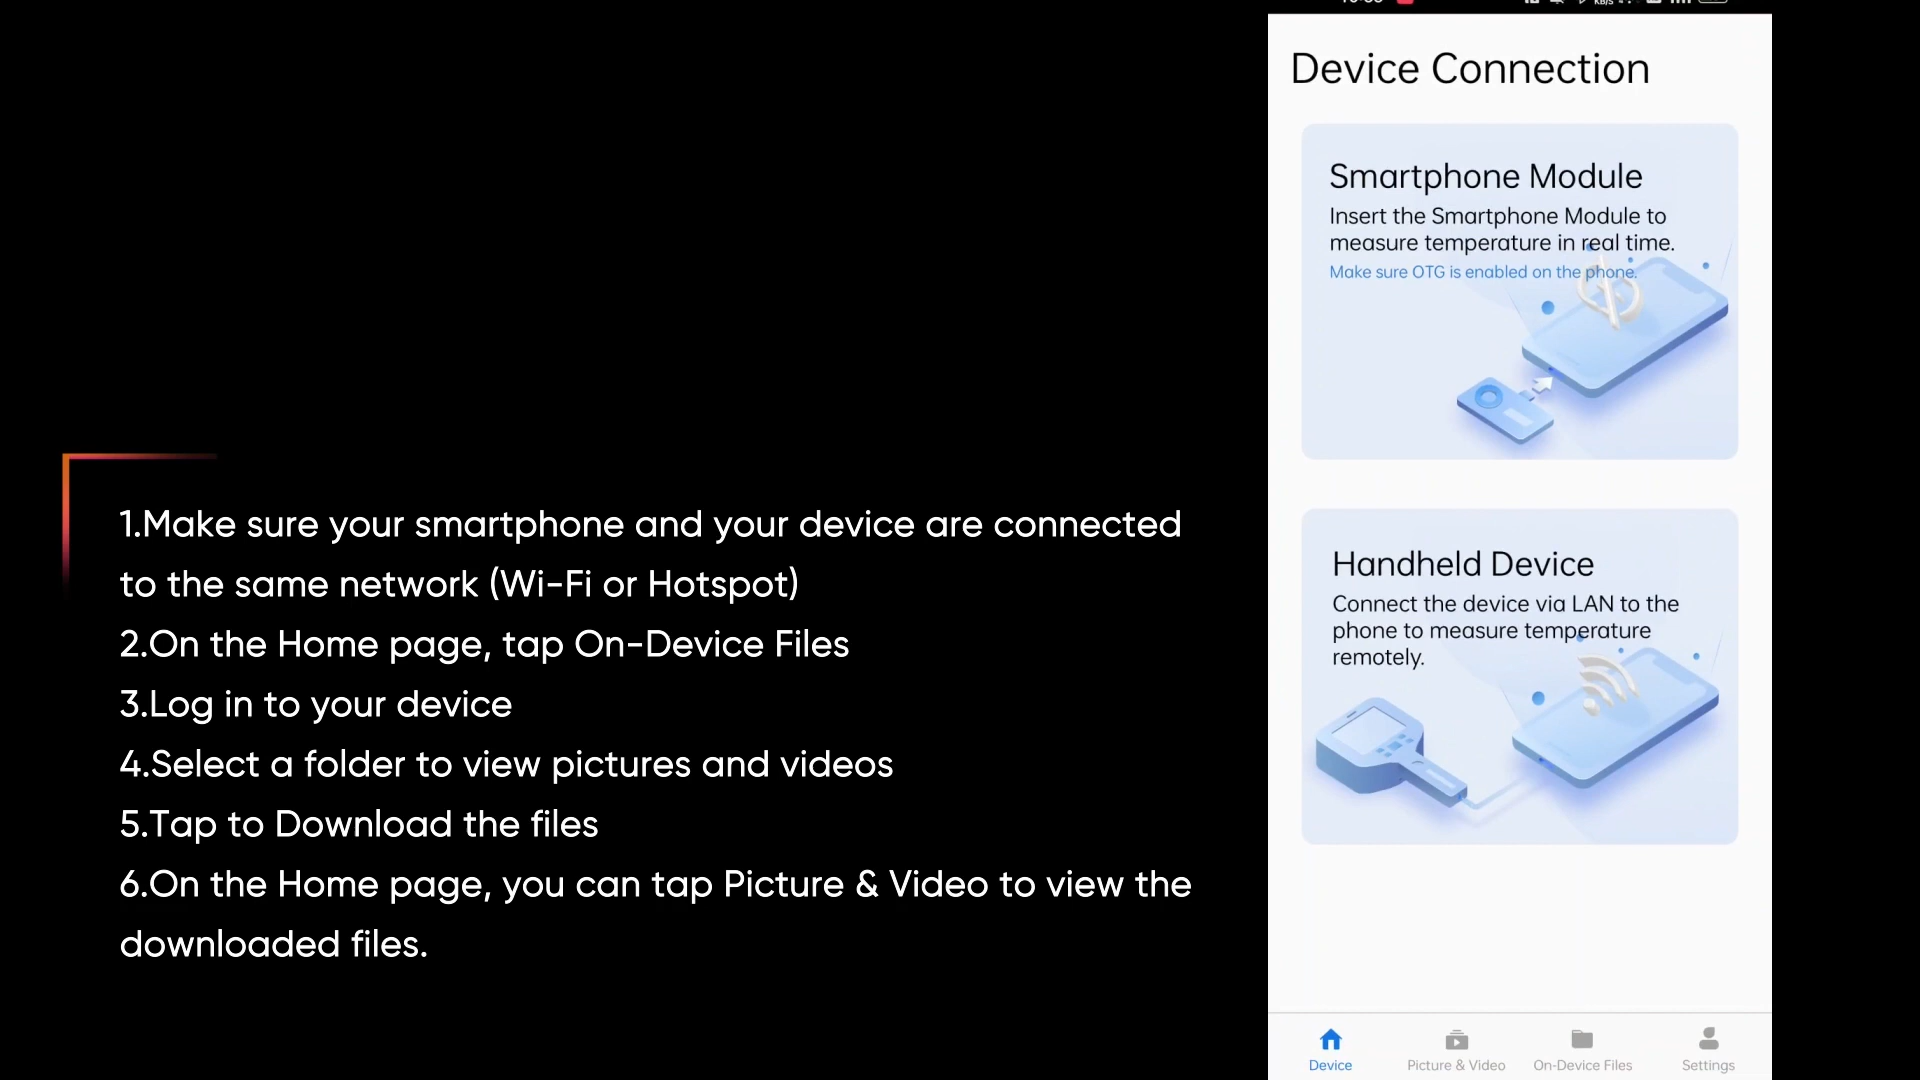 1.Make sure your smartphone and your device are connected
to the same network (Wi-Fi or Hotspot)
2.On the Home page, tap On-Device Files
3.Log in to your device
4.Select a folder to view pictures and videos
5.Tap to Download the files
6.On the Home page, you can tap Picture & Video to view the
downloaded files.
Device Connection
Smartphone Module
Insert the Smartphone Module to
measure temperature in real time.
Make sure OTG is enabled on the phone.
Handheld Device
Connect the device via LAN to the
phone to measure temperature
remotely.
Device
Picture & Video
On-Device Files
Settings